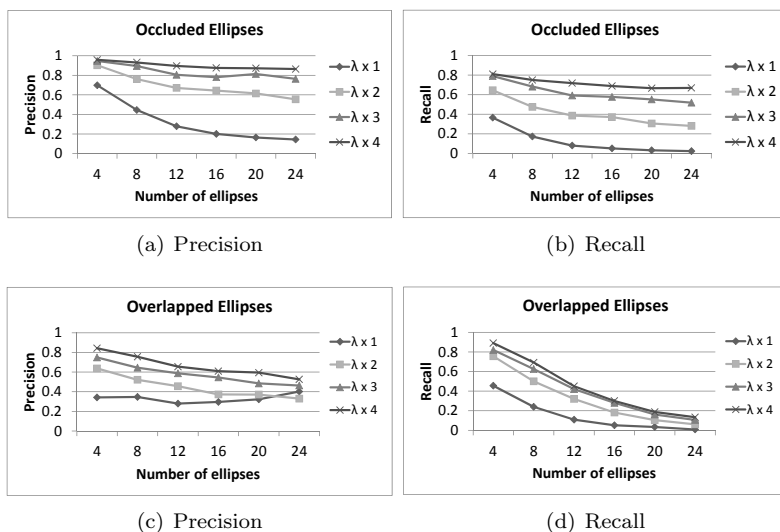 Occluded Ellipses
1
0.8
0.6
0.4
0.2
0
Precision
4 8 12 16 20 24
Number of ellipses
λ x 1
λ x 2
λ x 3
λ x 4
(a) Precision
Occluded Ellipses
1
0.8
0.6
0.4
0.2
0
Recall
4 8 12 16 20 24
Number of ellipses
λ x 1
λ x 2
λ x 3
λ x 4
(b) Recall
Overlapped Ellipses
1
0.8
0.6
0.4
0.2
0
Precision
4 8 12 16 20 24
Number of ellipses
λ x 1
λ x 2
λ x 3
λ x 4
(c) Precision
Overlapped Ellipses
1
0.8
0.6
0.4
0.2
0
Recall
4 8 12 16 20 24
Number of ellipses
λ x 1
λ x 2
λ x 3
λ x 4
(d) Recall